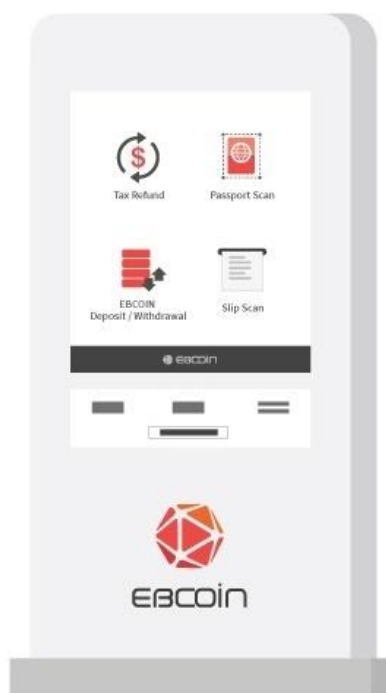 $
Tax Refund
Passport Scan
EBCOIN
Deposit / Withdrawal
Slip Scan
EBCOIN
EBCOIN